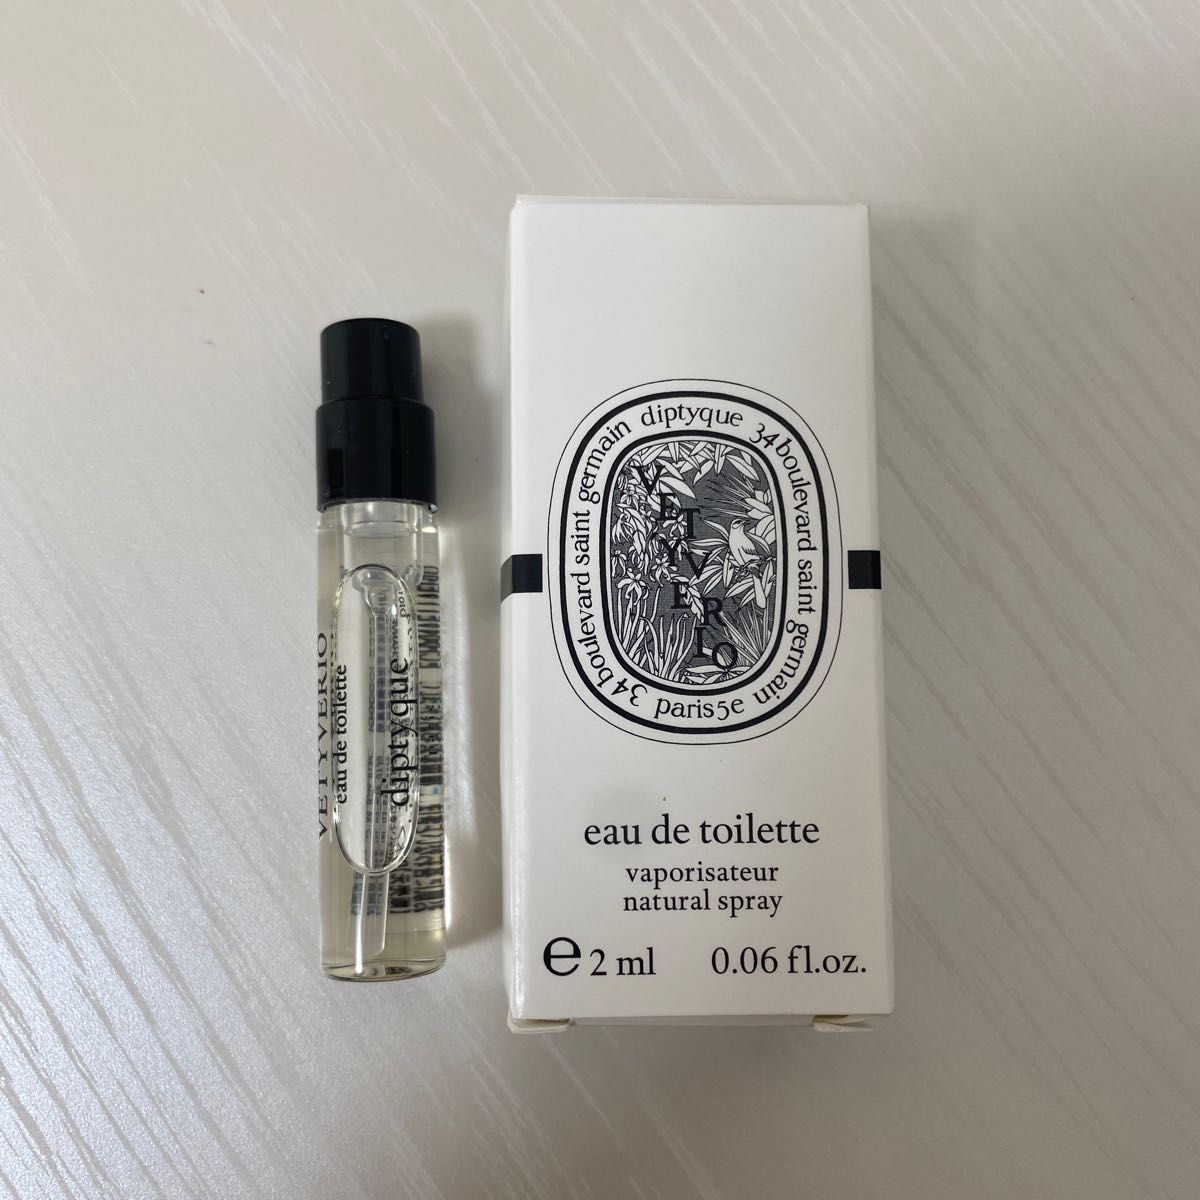 VETYVERIO
eau de toilette
diptyque
diptyque 34 boulevard saint germain paris5e 34 boulevard saint germain
VETYVERIO
eau de toilette
vaporisateur
natural spray
e 2 ml 0.06 fl.oz.